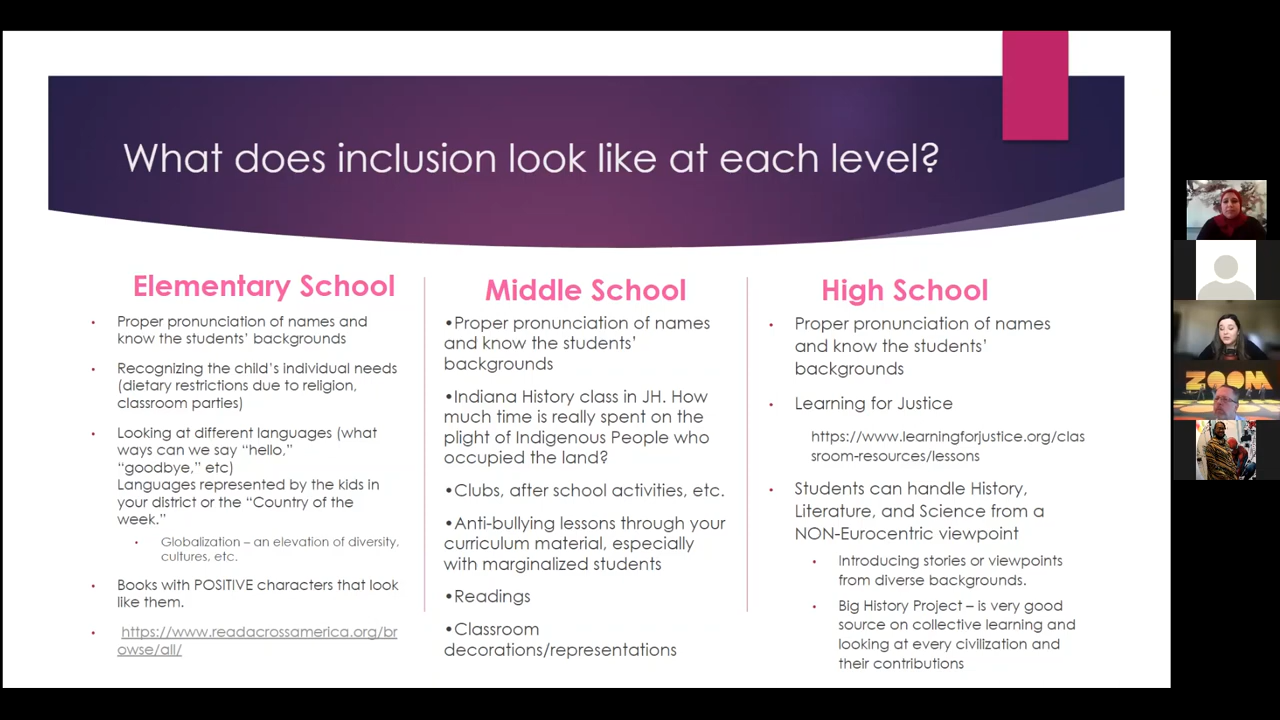 What does inclusion look like at each level?
Elementary School
• Proper pronunciation of names and
know the students’ backgrounds
• Recognizing the child’s individual needs
(dietary restrictions due to religion,
classroom parties)
• Looking at different languages (what
ways can we say “hello,”
“goodbye,” etc)
Languages represented by the kids in
your district or the “Country of the
week.”
• Globalization – an elevation of diversity,
cultures, etc.
• Books with POSITIVE characters that look
like them.
• https://www.readacrossamerica.org/br
owse/all/
Middle School
•Proper pronunciation of names
and know the students’
backgrounds
•Indiana History class in JH. How
much time is really spent on the
plight of Indigenous People who
occupied the land?
•Clubs, after school activities, etc.
•Anti-bullying lessons through your
curriculum material, especially
with marginalized students
•Readings
•Classroom
decorations/representations
High School
• Proper pronunciation of names
and know the students’
backgrounds
• Learning for Justice
https://www.learningforjustice.org/clas
sroom-resources/lessons
• Students can handle History,
Literature, and Science from a
NON-Eurocentric viewpoint
• Introducing stories or viewpoints
from diverse backgrounds.
• Big History Project – is very good
source on collective learning and
looking at every civilization and
their contributions
ZOOM